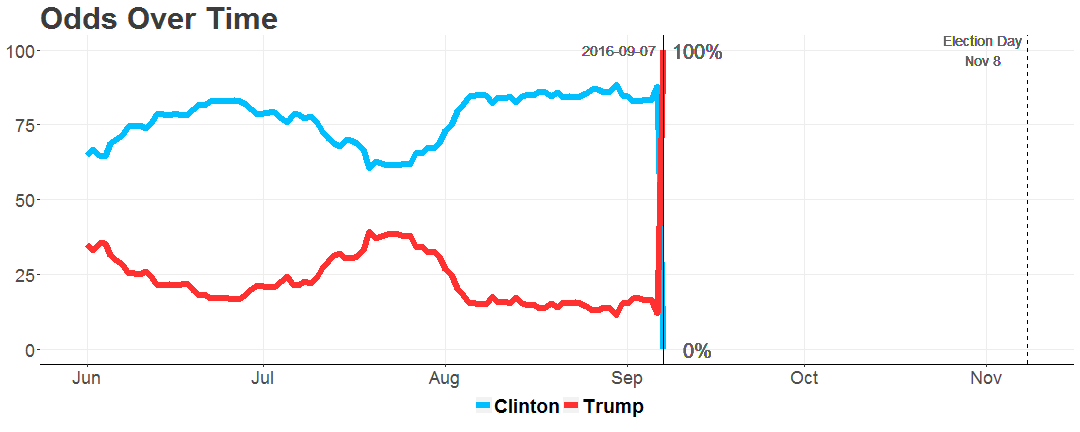 Odds Over Time
100
75
50
25
0
2016-09-07
100%
0%
Election Day
Nov 8
Jun
Jul
Aug
Sep
Oct
Nov
Clinton
Trump